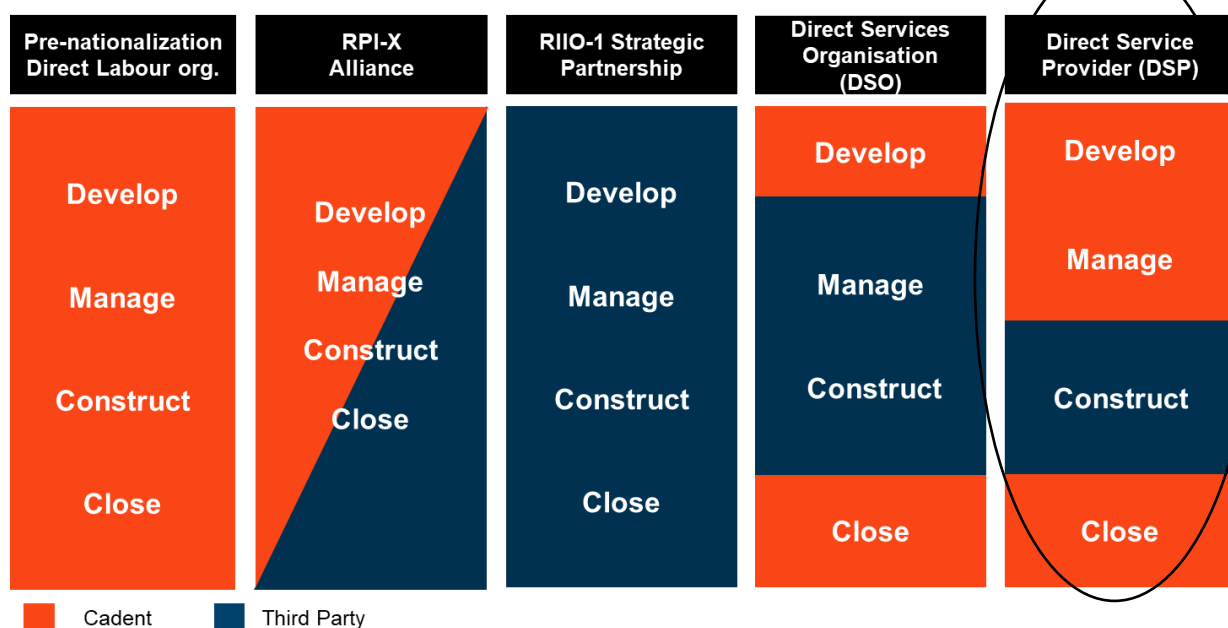 Pre-nationalization
Direct Labour org.
RPI-X
Alliance
RIIO-1 Strategic
Partnership
Direct Services
Organisation
(DSO)
Direct Service
Provider (DSP)
Develop
Manage
Construct
Close
Develop
Manage
Construct
Close
Develop
Manage
Construct
Close
Develop
Manage
Construct
Close
Develop
Manage
Construct
Close
Cadent
Third Party